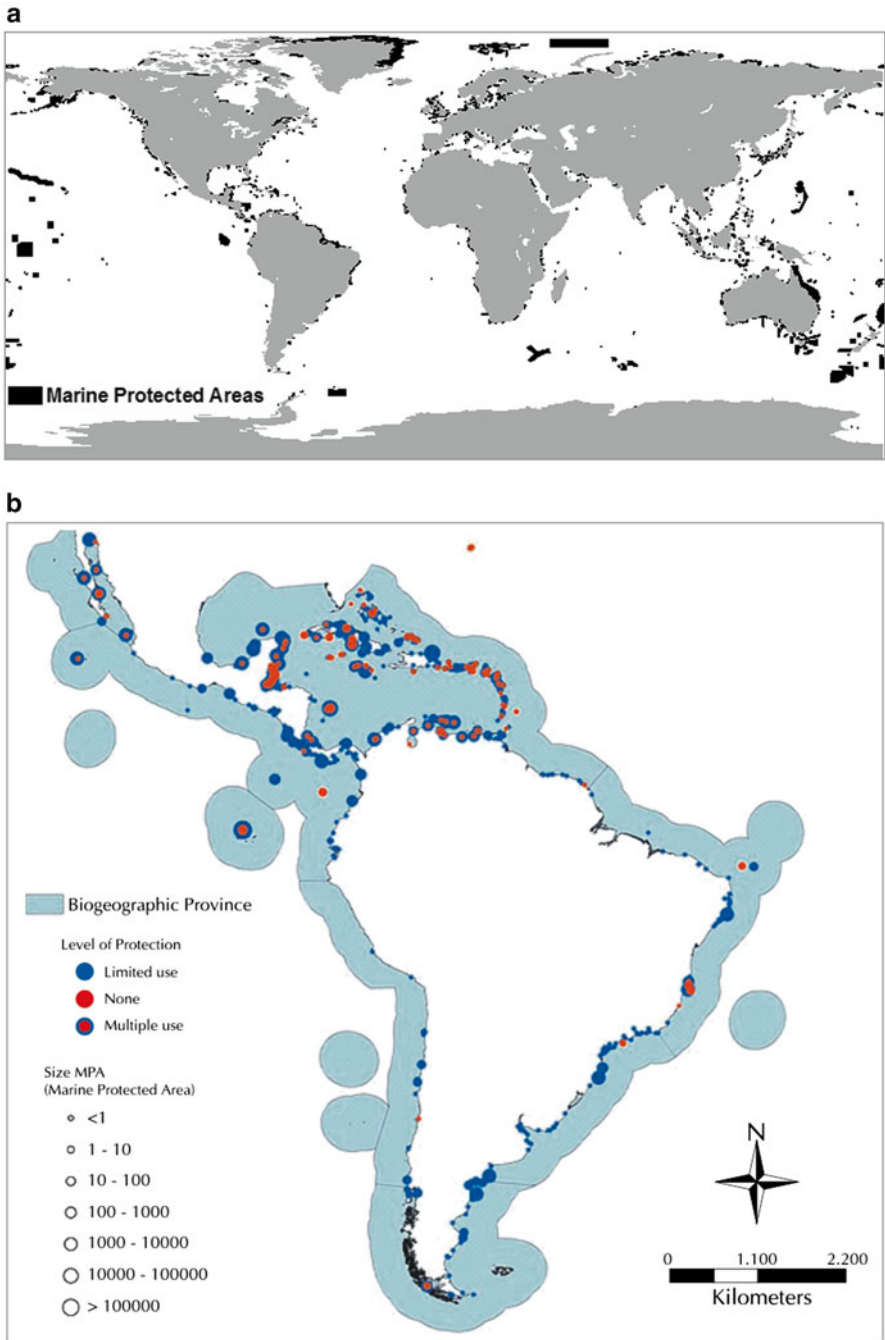 a
Marine Protected Areas
b
Biogeographic Province
Level of Protection
Limited use
None
Multiple use
Size MPA
(Marine Protected Area)
<1
1 - 10
10 - 100
100 - 1000
1000 - 10000
10000 - 100000
> 100000
N
0 1.100 2.200
Kilometers